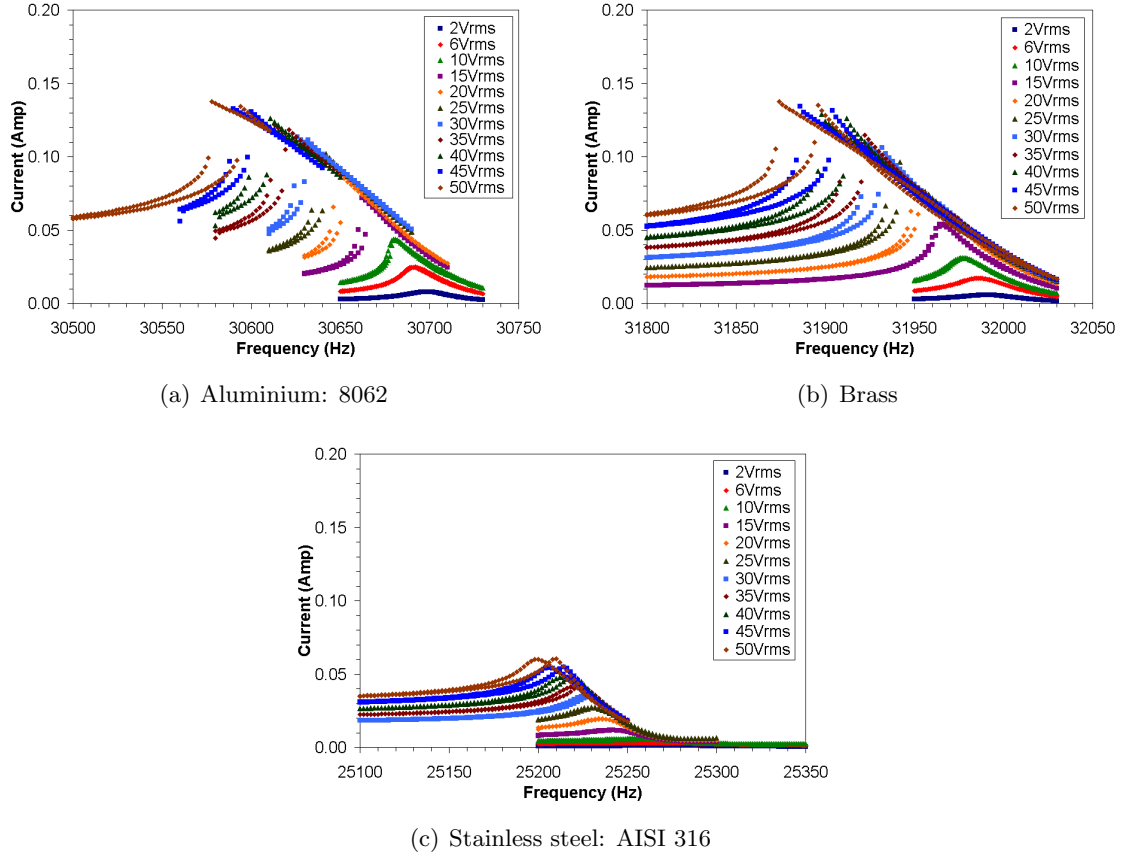 0.20
0.15
0.10
0.05
0.00
Current (Amp)
2Vrms
6Vrms
10Vrms
15Vrms
20Vrms
25Vrms
30Vrms
35Vrms
40Vrms
45Vrms
50Vrms
30500 30550 30600 30650 30700 30750
Frequency (Hz)
(a) Aluminium: 8062
0.20
0.15
0.10
0.05
0.00
Current (Amp)
2Vrms
6Vrms
10Vrms
15Vrms
20Vrms
25Vrms
30Vrms
35Vrms
40Vrms
45Vrms
50Vrms
31800 31850 31900 31950 32000 32050
Frequency (Hz)
(b) Brass
0.20
0.15
0.10
0.05
0.00
Current (Amp)
2Vrms
6Vrms
10Vrms
15Vrms
20Vrms
25Vrms
30Vrms
35Vrms
40Vrms
45Vrms
50Vrms
25100 25150 25200 25250 25300 25350
Frequency (Hz)
(c) Stainless steel: AISI 316